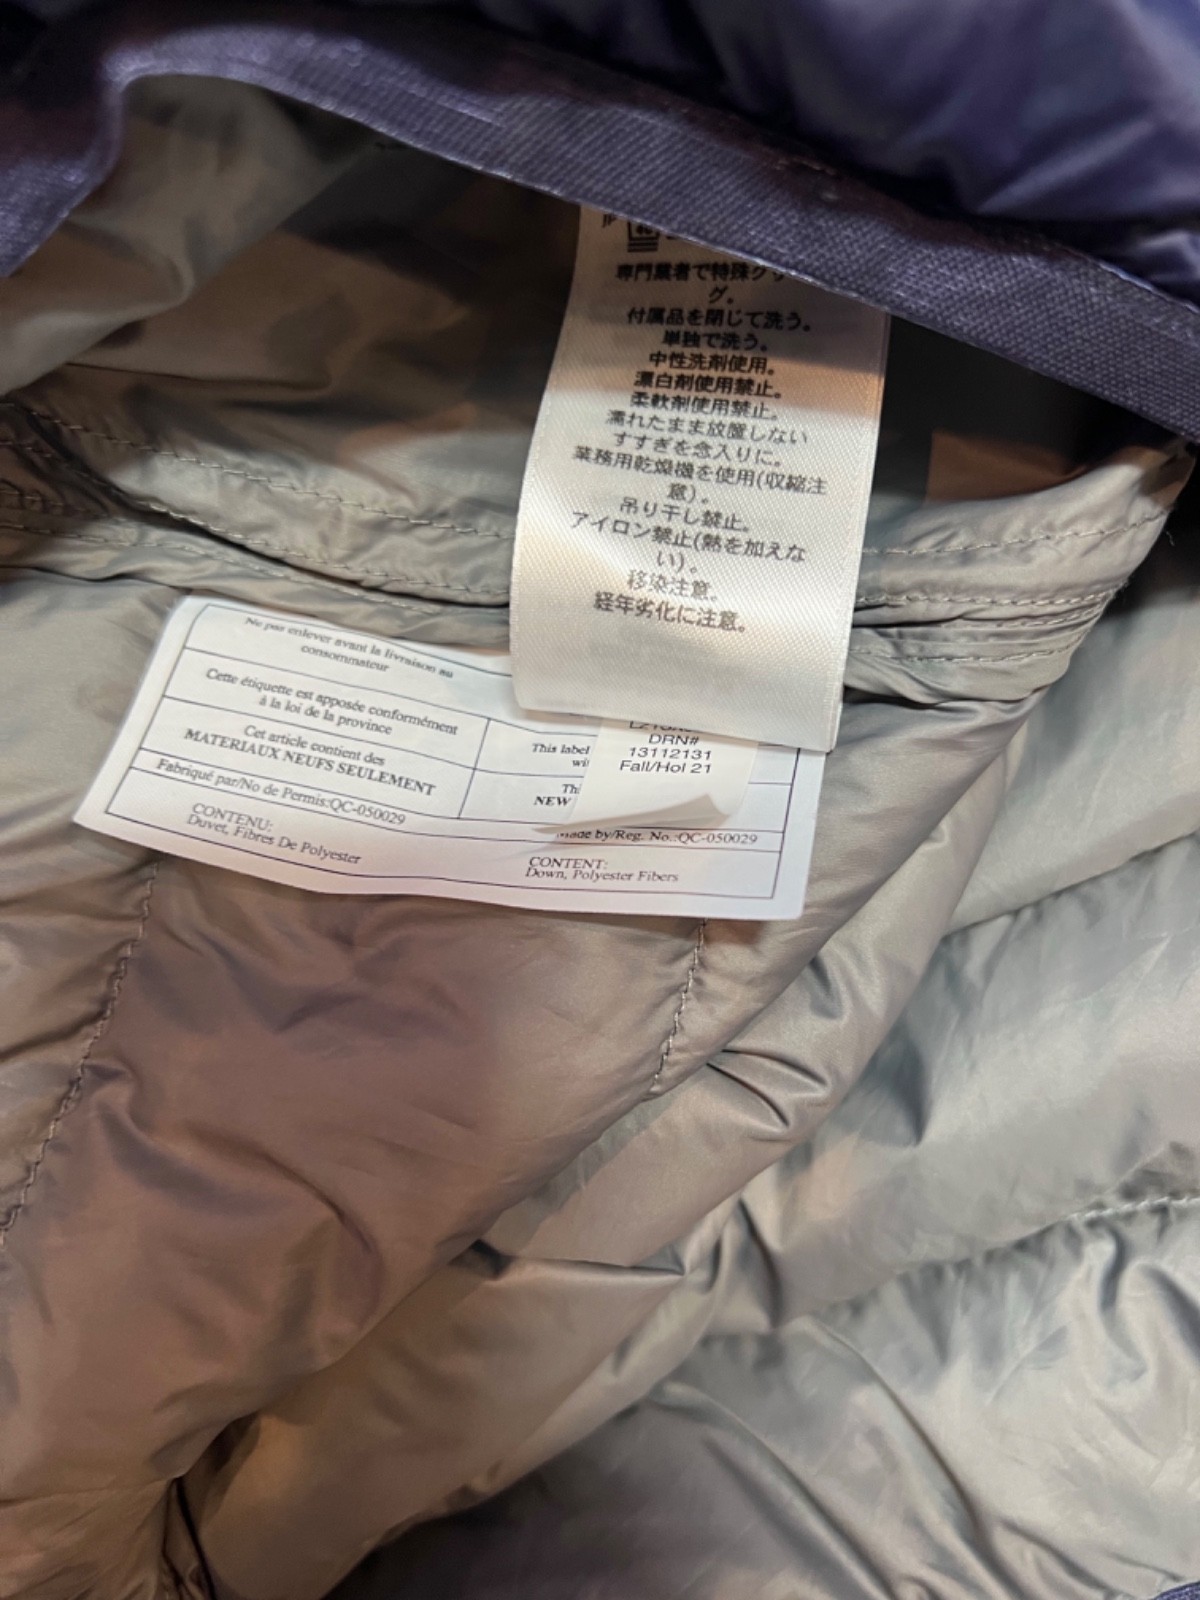 専門業者で特殊クリ
グ。
付属品を閉じて洗う。
単独で洗う。
中性洗剤使用。
漂白剤使用禁止。
柔軟剤使用禁止。
濡れたまま放置しない
すすぎを念入りに。
業務用乾燥機を使用(収縮注
意)。
吊り干し禁止。
アイロン禁止(熱を加えな
い)。
移染注意。
経年劣化に注意。
Ne pas enlever avant la livraison au
consommateur
Cette étiquette est apposée conformément
à la loi de la province
Cet article contient des
MATERIAUX NEUFS SEULEMENT
Fabriqué par/No de Permis:QC-050029
CONTENU:
Duvet, Fibres De Polyester
This label
NEW
Made by/Reg. No.:QC-050029
CONTENT:
Down, Polyester Fibers
DRN#
13112131
Fall/Hol 21